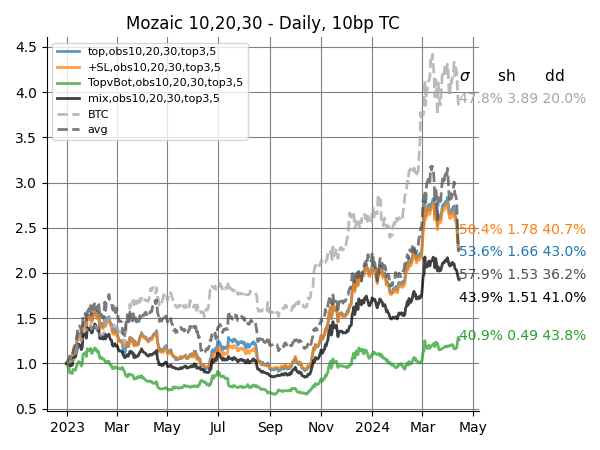 Mozaic 10,20,30 - Daily, 10bp TC
top,obs10,20,30,top3,5
+SL,obs10,20,30,top3,5
TopvBot,obs10,20,30,top3,5
mix,obs10,20,30,top3,5
BTC
avg
σ sh dd
47.8% 3.89 20.0%
50.4% 1.78 40.7%
53.6% 1.66 43.0%
57.9% 1.53 36.2%
43.9% 1.51 41.0%
40.9% 0.49 43.8%
4.5
4.0
3.5
3.0
2.5
2.0
1.5
1.0
0.5
2023 Mar May Jul Sep Nov 2024 Mar May